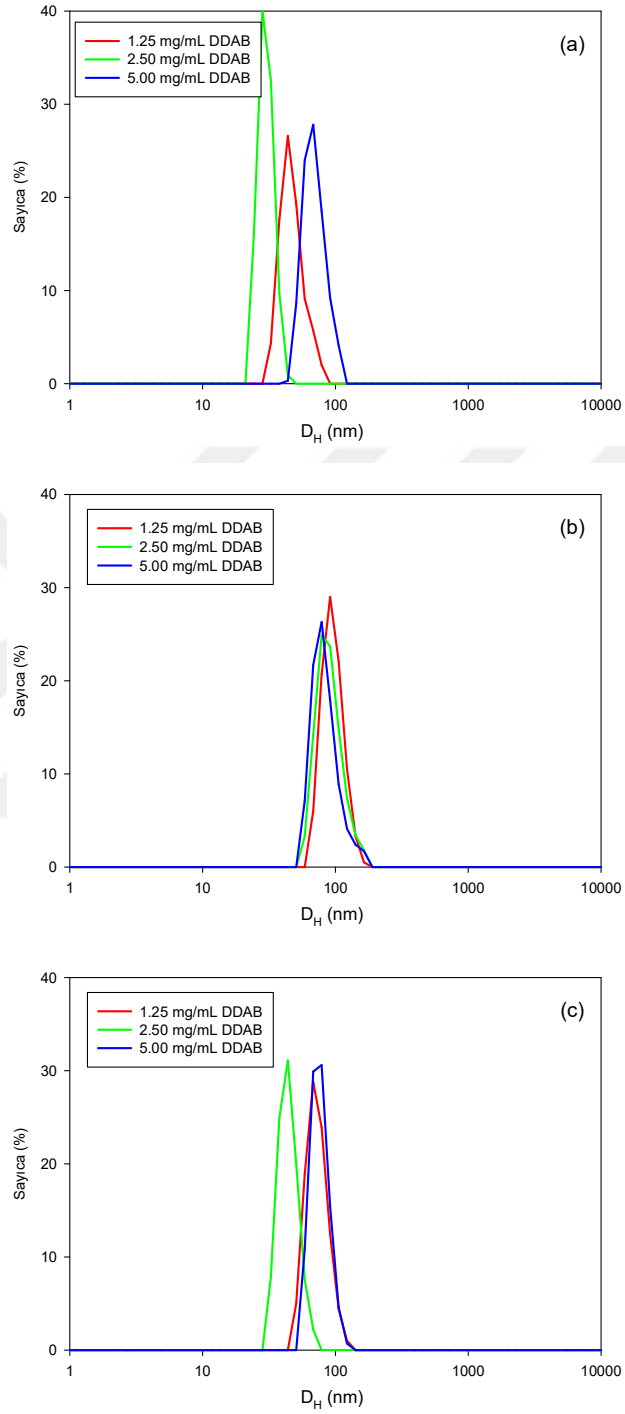 40
30
20
10
0
Sayıca (%)
1.25 mg/mL DDAB
2.50 mg/mL DDAB
5.00 mg/mL DDAB
(a)
1 10 100 1000 10000
D_H (nm)
40
30
20
10
0
Sayıca (%)
1.25 mg/mL DDAB
2.50 mg/mL DDAB
5.00 mg/mL DDAB
(b)
1 10 100 1000 10000
D_H (nm)
40
30
20
10
0
Sayıca (%)
1.25 mg/mL DDAB
2.50 mg/mL DDAB
5.00 mg/mL DDAB
(c)
1 10 100 1000 10000
D_H (nm)